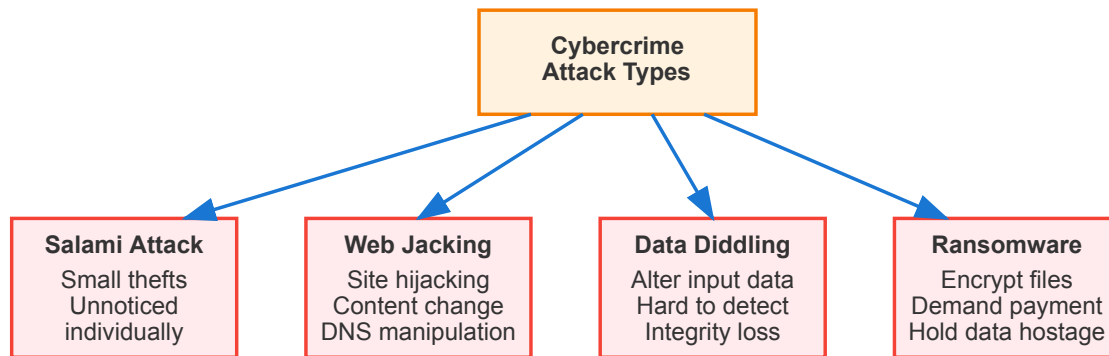 Cybercrime
Attack Types
Salami Attack
Small thefts
Unnoticed
individually
Web Jacking
Site hijacking
Content change
DNS manipulation
Data Diddling
Alter input data
Hard to detect
Integrity loss
Ransomware
Encrypt files
Demand payment
Hold data hostage